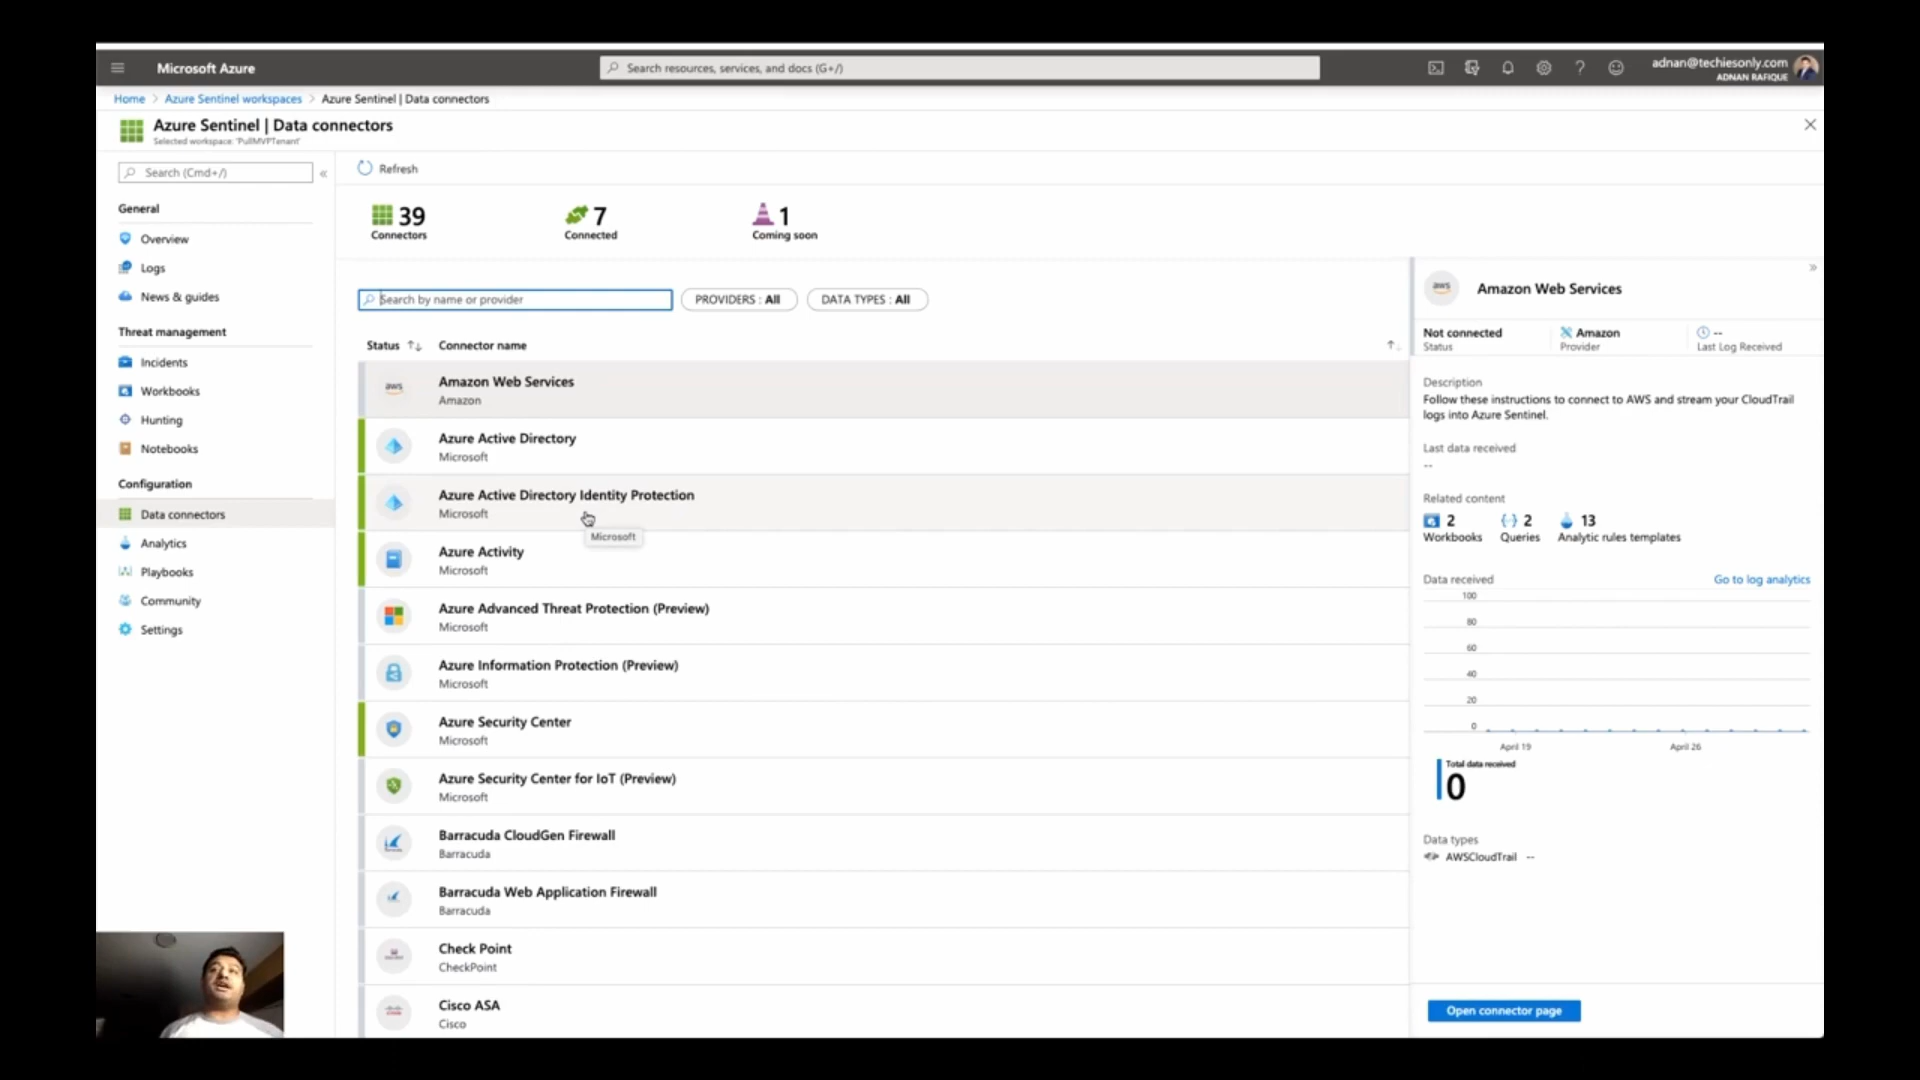 Microsoft Azure
Search resources, services, and docs (G+/)
adnan@techiesonly.com
ADNAN RAFIQUE
Home > Azure Sentinel workspaces > Azure Sentinel | Data connectors
Azure Sentinel | Data connectors
Selected workspace: 'PullMVPTenant'
Search (Cmd+/)
«
General
Overview
Logs
News & guides
Threat management
Incidents
Workbooks
Hunting
Notebooks
Configuration
Data connectors
Analytics
Playbooks
Community
Settings
Refresh
39
Connectors
7
Connected
1
Coming soon
Search by name or provider
PROVIDERS : All
DATA TYPES : All
Status ↑↓ Connector name ↑↓
aws
Amazon Web Services
Amazon
Azure Active Directory
Microsoft
Azure Active Directory Identity Protection
Microsoft
Microsoft
Azure Activity
Microsoft
Azure Advanced Threat Protection (Preview)
Microsoft
Azure Information Protection (Preview)
Microsoft
Azure Security Center
Microsoft
Azure Security Center for IoT (Preview)
Microsoft
Barracuda CloudGen Firewall
Barracuda
Barracuda Web Application Firewall
Barracuda
Check Point
CheckPoint
Cisco ASA
Cisco
»
aws
Amazon Web Services
Not connected
Status
Amazon
Provider
--
Last Log Received
Description
Follow these instructions to connect to AWS and stream your CloudTrail
logs into Azure Sentinel.
Last data received
--
Related content
2
Workbooks
2
Queries
13
Analytic rules templates
Data received
Go to log analytics
100
80
60
40
20
0
April 19
April 26
Total data received
0
Data types
AWSCloudTrail --
Open connector page